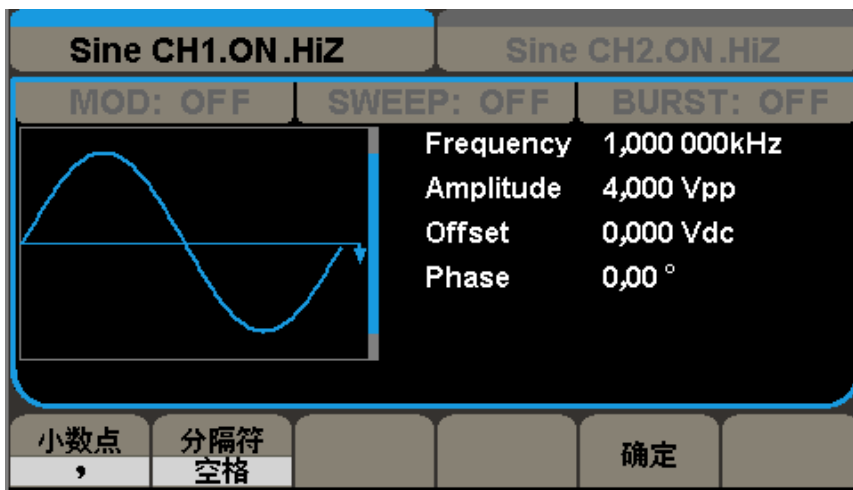 Sine CH1.ON.HiZ Sine CH2.ON.HiZ
MOD: OFF SWEEP: OFF BURST: OFF
Frequency 1,000 000kHz
Amplitude 4,000 Vpp
Offset 0,000 Vdc
Phase 0,00 °
小数点 分隔符 确定
, 空格